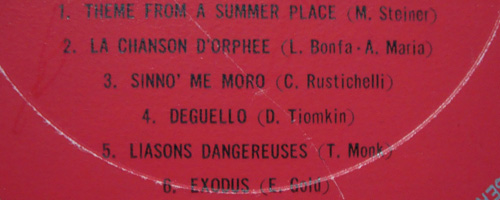 1. THEME FROM A SUMMER PLACE (M. Steiner)
2. LA CHANSON D'ORPHEE (L. Bonfa - A. Maria)
3. SINNO' ME MORO (C. Rustichelli)
4. DEGUELLO (D. Tiomkin)
5. LIASONS DANGEREUSES (T. Monk)
6. EXODUS (E. Gold)